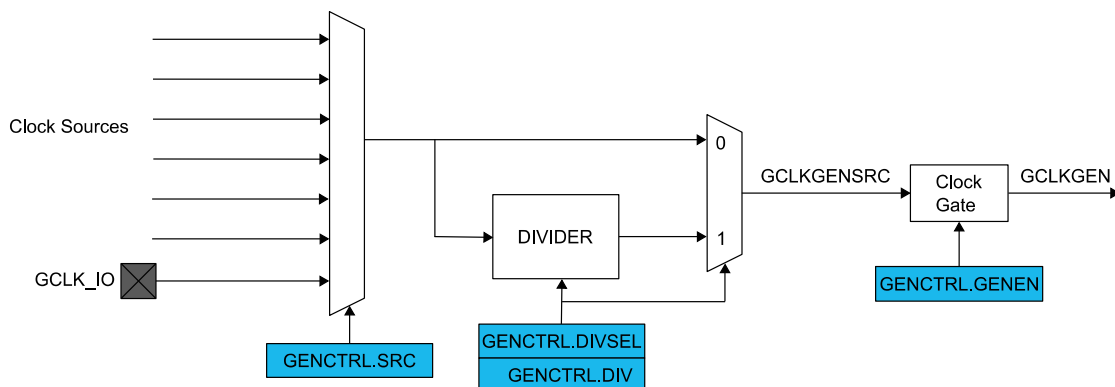 Clock Sources
GCLK_IO
GENCTRL.SRC
DIVIDER
GENCTRL.DIVSEL
GENCTRL.DIV
0
1
GCLKGENSRC
Clock
Gate
GCLKGEN
GENCTRL.GENEN